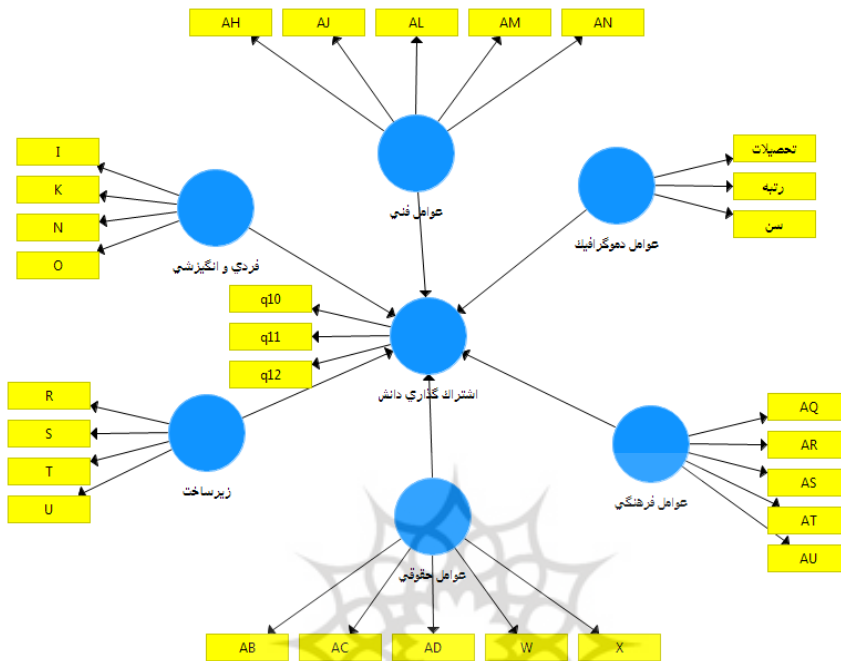 AH
AJ
AL
AM
AN
I
K
N
O
تحصیلات
رتبه
سن
عوامل فني
عوامل دموگرافيك
فردي و انگيزشي
q10
q11
q12
اشتراك گذاري دانش
R
S
T
U
زيرساخت
AQ
AR
AS
AT
AU
عوامل فرهنگي
عوامل حقوقي
AB
AC
AD
W
X